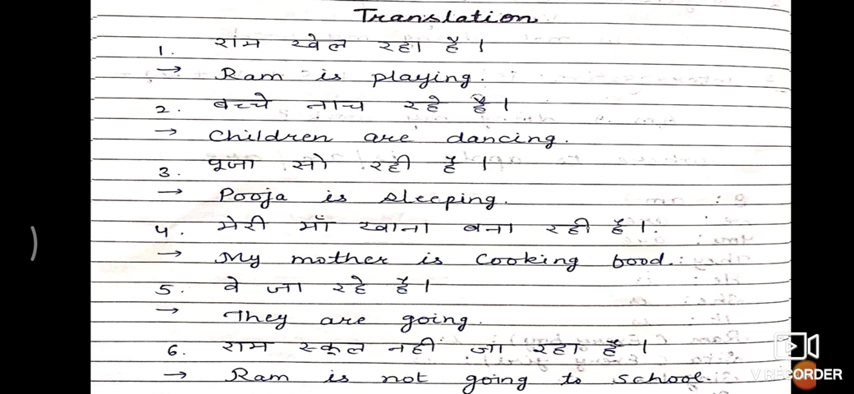 Translation
1. राम खेल रहा है।
→ Ram is playing.
2. बच्चे नाच रहे हैं।
→ Children are dancing.
3. पूजा सो रही है।
→ Pooja is sleeping.
4. मेरी माँ खाना बना रही है।
→ My mother is Cooking food.
5. वे जा रहे हैं।
→ They are going.
6. राम स्कूल नही जा रहा है।
→ Ram is not going to school.
V RECORDER